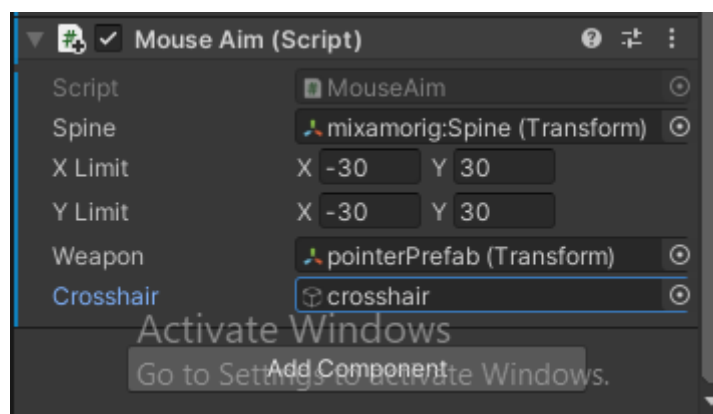 Mouse Aim (Script)
Script MouseAim
Spine mixamorig:Spine (Transform)
X Limit X -30 Y 30
Y Limit X -30 Y 30
Weapon pointerPrefab (Transform)
Crosshair crosshair
Activate Windows
Add Component
Go to Settings to activate Windows.